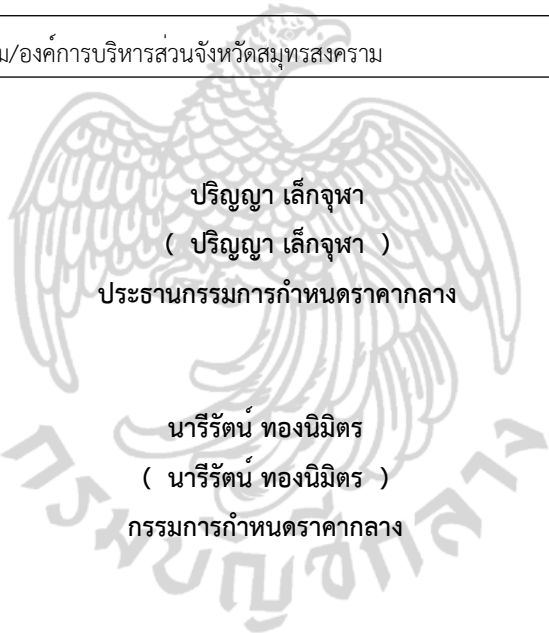 ม/องค์การบริหารส่วนจังหวัดสมุทรสงคราม
ปริญญา เล็กจุฬา
( ปริญญา เล็กจุฬา )
ประธานกรรมการกำหนดราคากลาง
นารีรัตน์ ทองนิมิตร
( นารีรัตน์ ทองนิมิตร )
กรรมการกำหนดราคากลาง
กรมบัญชีกลาง